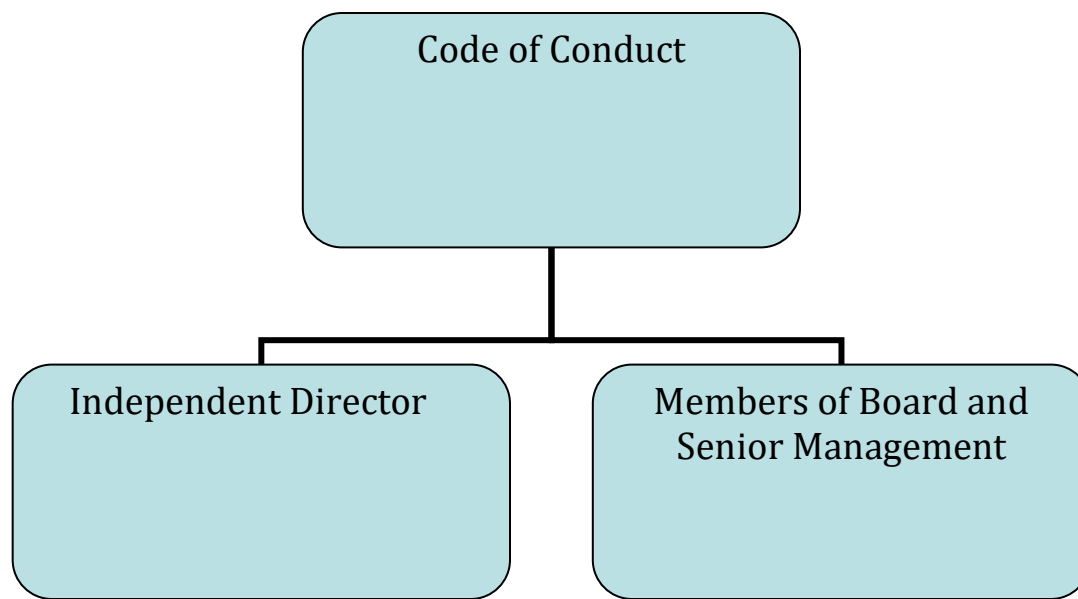 Code of Conduct
Independent Director
Members of Board and
Senior Management